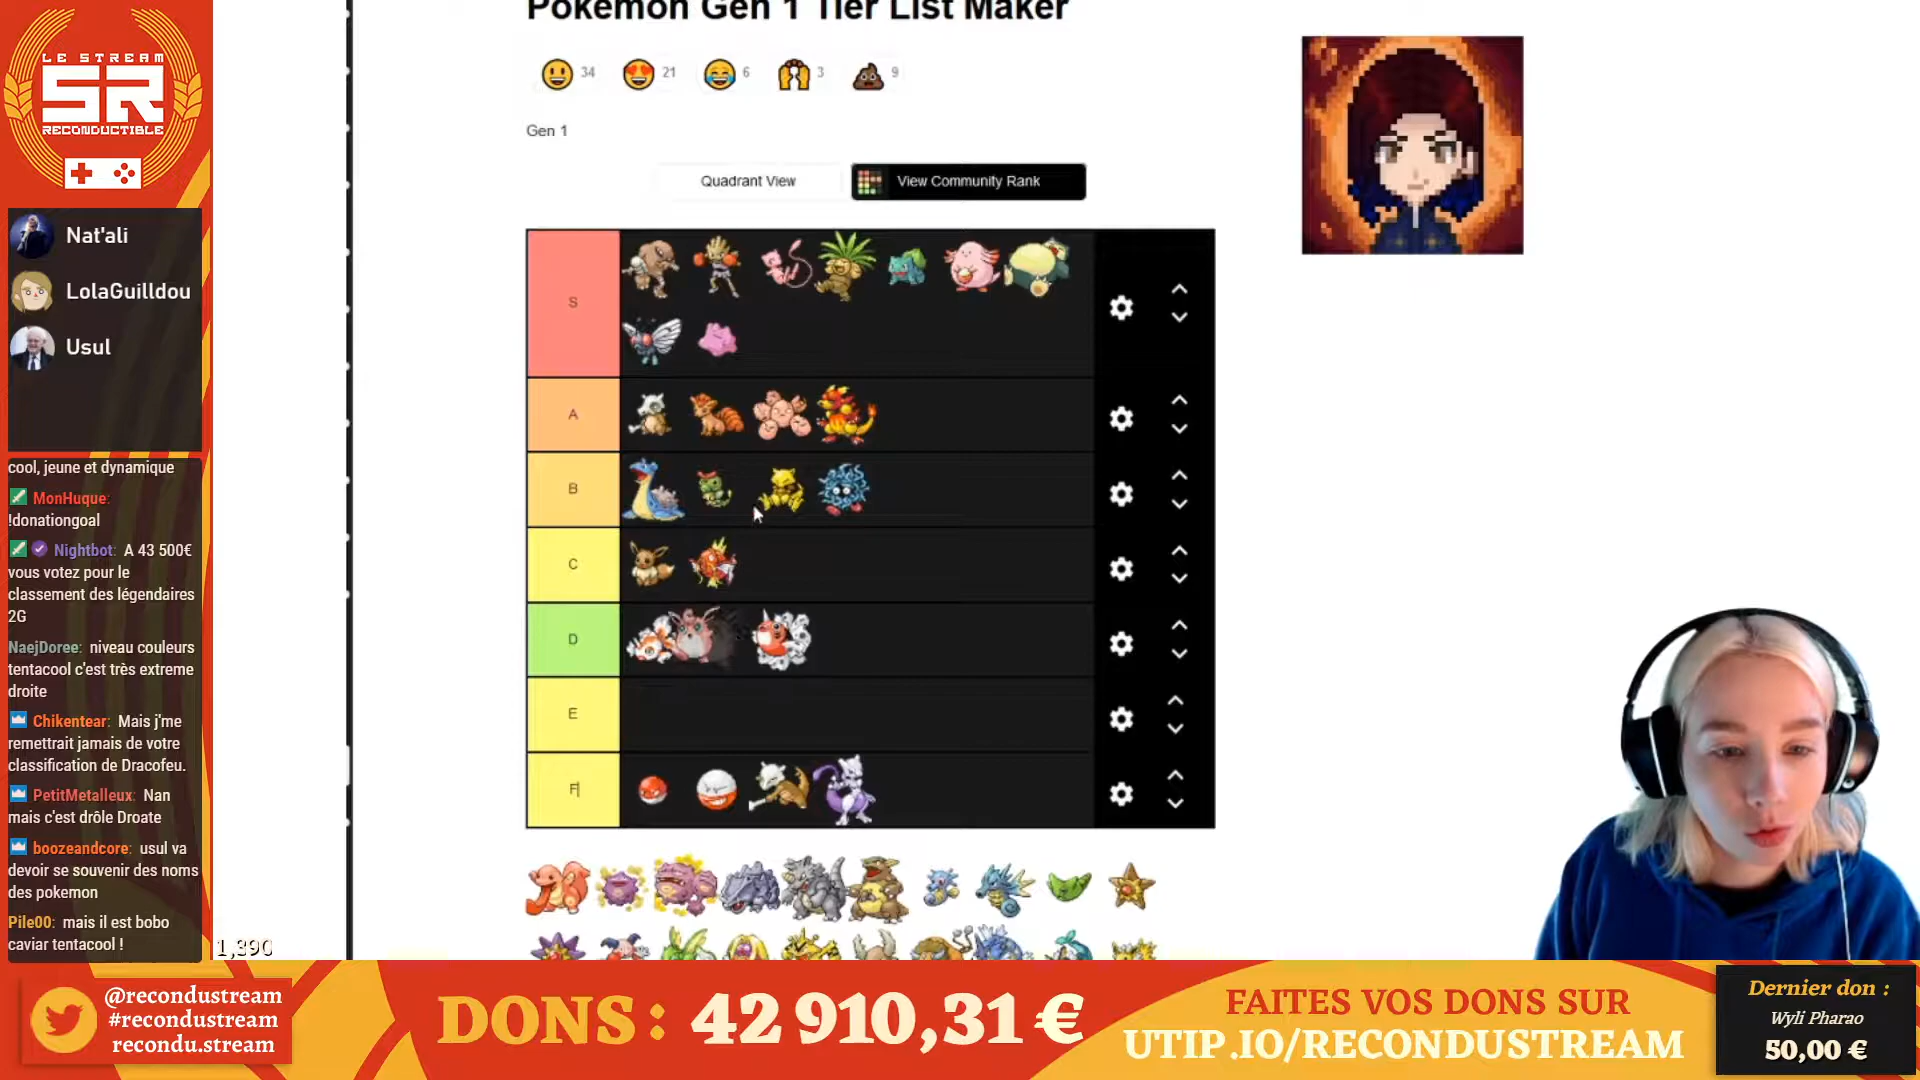 LE STREAM
SR
RECONDUCTIBLE
Nat'ali
LolaGuilldou
Usul
cool, jeune et dynamique
MonHuque:
!donationgoal
Nightbot: A 43 500€
vous votez pour le
classement des légendaires
2G
NaejDoree: niveau couleurs
tentacool c'est très extreme
droite
Chikentear: Mais j'me
remettrait jamais de votre
classification de Dracofeu.
PetitMetalleux: Nan
mais c'est drôle Droate
boozeandcore: usul va
devoir se souvenir des noms
des pokemon
Pile00: mais il est bobo
caviar tentacool !
1,390
Pokemon Gen 1 Tier List Maker
34 21 6 3 9
Gen 1
Quadrant View
View Community Rank
S
A
B
C
D
E
F
@recondustream
#recondustream
recondu.stream
DONS : 42 910,31 €
FAITES VOS DONS SUR
UTIP.IO/RECONDUSTREAM
Dernier don :
Wyli Pharao
50,00 €